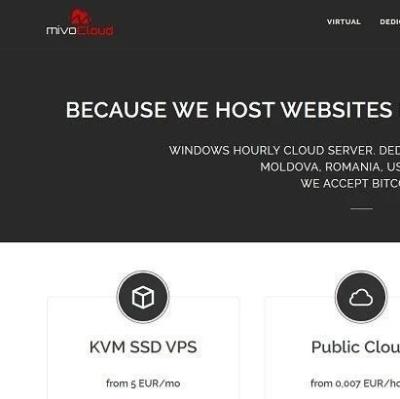 mivoCloud
VIRTUAL DEDI
BECAUSE WE HOST WEBSITES
WINDOWS HOURLY CLOUD SERVER. DED
MOLDOVA, ROMANIA, US
WE ACCEPT BITC
KVM SSD VPS
Public Clou
from 5 EUR/mo
from 0,007 EUR/ho